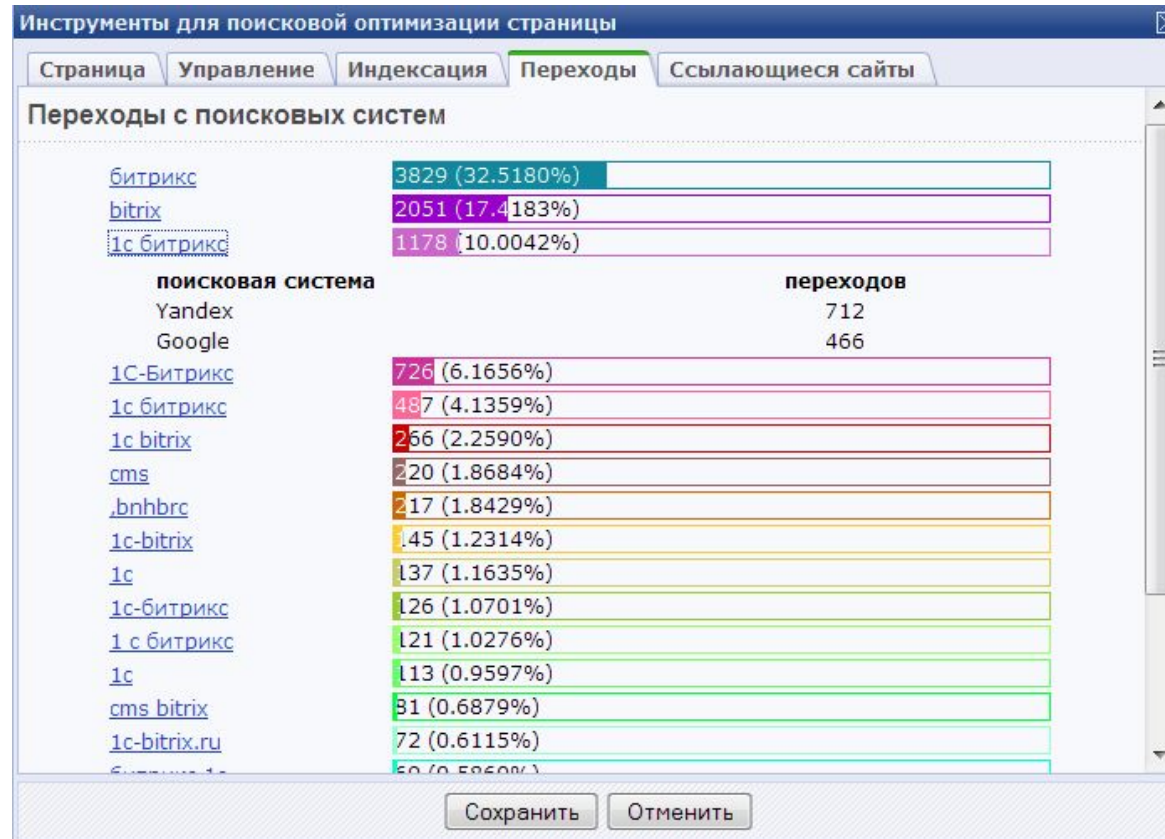 Инструменты для поисковой оптимизации страницы
Страница Управление Индексация Переходы Ссылающиеся сайты
Переходы с поисковых систем
битрикс 3829 (32.5180%)
bitrix 2051 (17.4183%)
1с битрикс 1178 (10.0042%)
поисковая система переходов
Yandex 712
Google 466
1С-Битрикс 726 (6.1656%)
1c битрикс 487 (4.1359%)
1c bitrix 266 (2.2590%)
cms 220 (1.8684%)
,bnhbrc 217 (1.8429%)
1c-bitrix 145 (1.2314%)
1c 137 (1.1635%)
1с-битрикс 126 (1.0701%)
1 с битрикс 121 (1.0276%)
1с 113 (0.9597%)
cms bitrix 81 (0.6879%)
1c-bitrix.ru 72 (0.6115%)
Сохранить Отменить